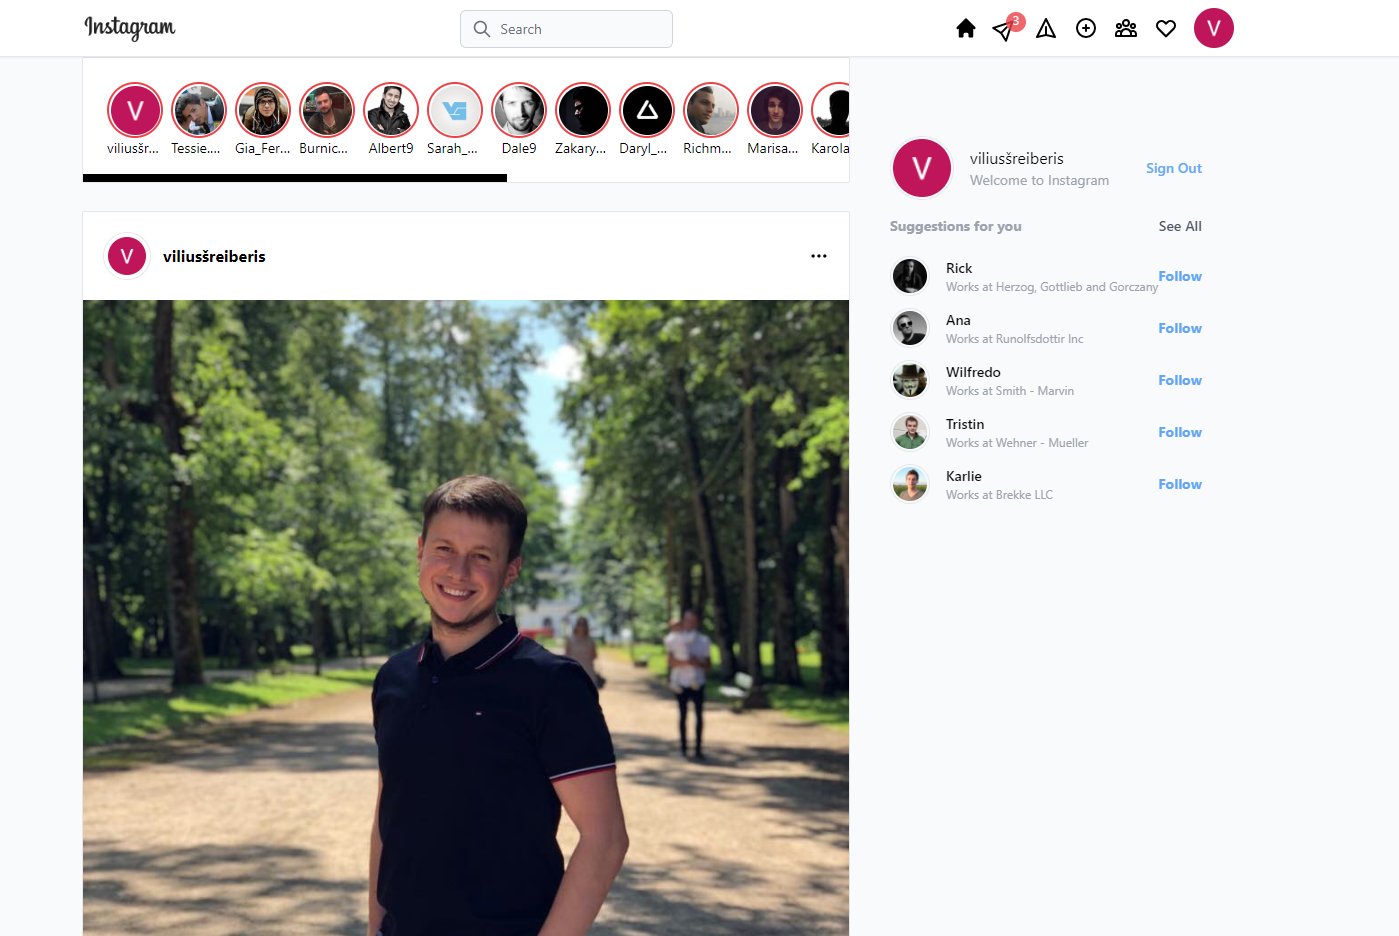 Instagram
Search
3
V
V
viliusšr...
Tessie....
Gia_Fer...
Burnic...
Albert9
Sarah_...
Dale9
Zakary...
Daryl_...
Richm...
Marisa...
Karola
V
viliusšreiberis
Welcome to Instagram
Sign Out
Suggestions for you
See All
Rick
Works at Herzog, Gottlieb and Gorczany
Follow
Ana
Works at Runolfsdottir Inc
Follow
Wilfredo
Works at Smith - Marvin
Follow
Tristin
Works at Wehner - Mueller
Follow
Karlie
Works at Brekke LLC
Follow
V
viliusšreiberis